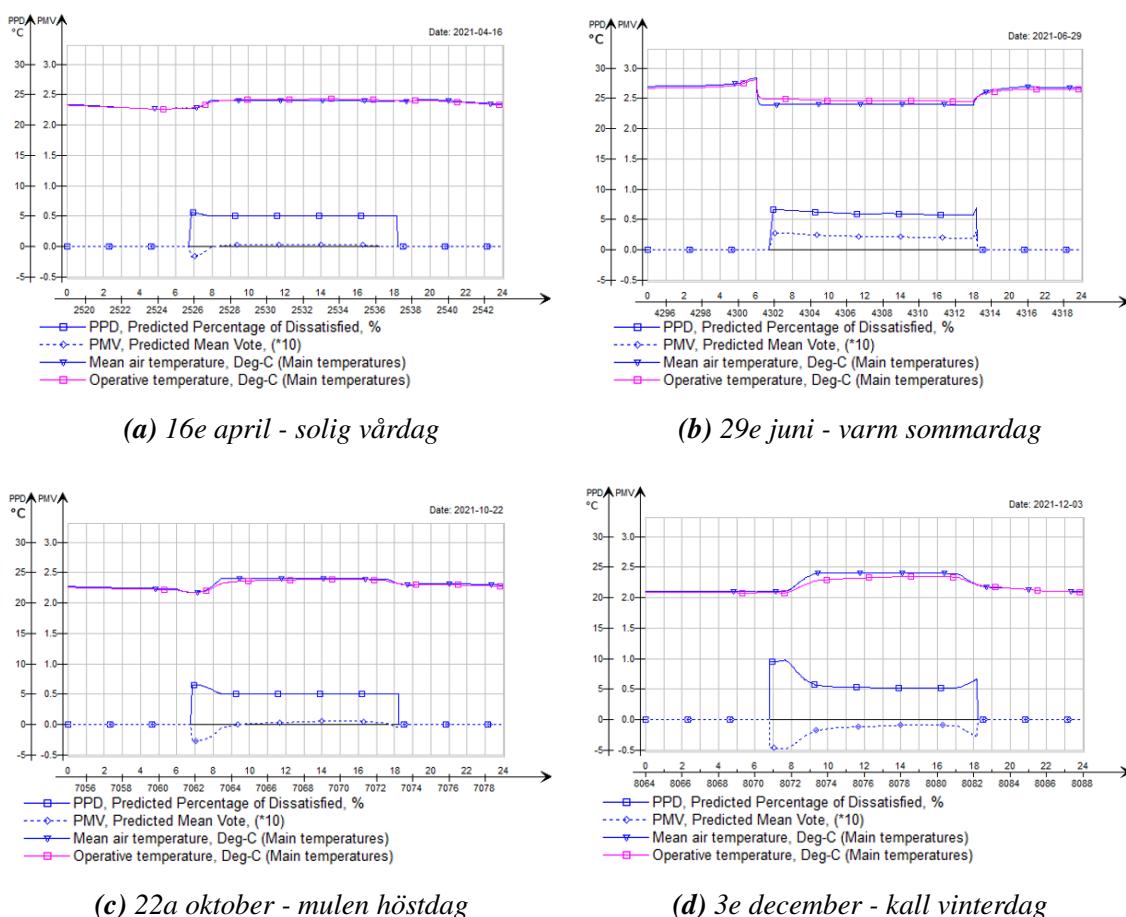 PPD PMV
°C
Date: 2021-04-16
30 3.0
25 2.5
20 2.0
15 1.5
10 1.0
5 0.5
0 0.0
-5 -0.5
0 2 4 6 8 10 12 14 16 18 20 22 24
2520 2522 2524 2526 2528 2530 2532 2534 2536 2538 2540 2542
PPD, Predicted Percentage of Dissatisfied, %
PMV, Predicted Mean Vote, (*10)
Mean air temperature, Deg-C (Main temperatures)
Operative temperature, Deg-C (Main temperatures)
(a) 16e april - solig vårdag
PPD PMV
°C
Date: 2021-06-29
30 3.0
25 2.5
20 2.0
15 1.5
10 1.0
5 0.5
0 0.0
-5 -0.5
0 2 4 6 8 10 12 14 16 18 20 22 24
4296 4298 4300 4302 4304 4306 4308 4310 4312 4314 4316 4318
PPD, Predicted Percentage of Dissatisfied, %
PMV, Predicted Mean Vote, (*10)
Mean air temperature, Deg-C (Main temperatures)
Operative temperature, Deg-C (Main temperatures)
(b) 29e juni - varm sommardag
PPD PMV
°C
Date: 2021-10-22
30 3.0
25 2.5
20 2.0
15 1.5
10 1.0
5 0.5
0 0.0
-5 -0.5
0 2 4 6 8 10 12 14 16 18 20 22 24
7056 7058 7060 7062 7064 7066 7068 7070 7072 7074 7076 7078
PPD, Predicted Percentage of Dissatisfied, %
PMV, Predicted Mean Vote, (*10)
Mean air temperature, Deg-C (Main temperatures)
Operative temperature, Deg-C (Main temperatures)
(c) 22a oktober - mulen höstdag
PPD PMV
°C
Date: 2021-12-03
30 3.0
25 2.5
20 2.0
15 1.5
10 1.0
5 0.5
0 0.0
-5 -0.5
0 2 4 6 8 10 12 14 16 18 20 22 24
8064 8066 8068 8070 8072 8074 8076 8078 8080 8082 8084 8086 8088
PPD, Predicted Percentage of Dissatisfied, %
PMV, Predicted Mean Vote, (*10)
Mean air temperature, Deg-C (Main temperatures)
Operative temperature, Deg-C (Main temperatures)
(d) 3e december - kall vinterdag